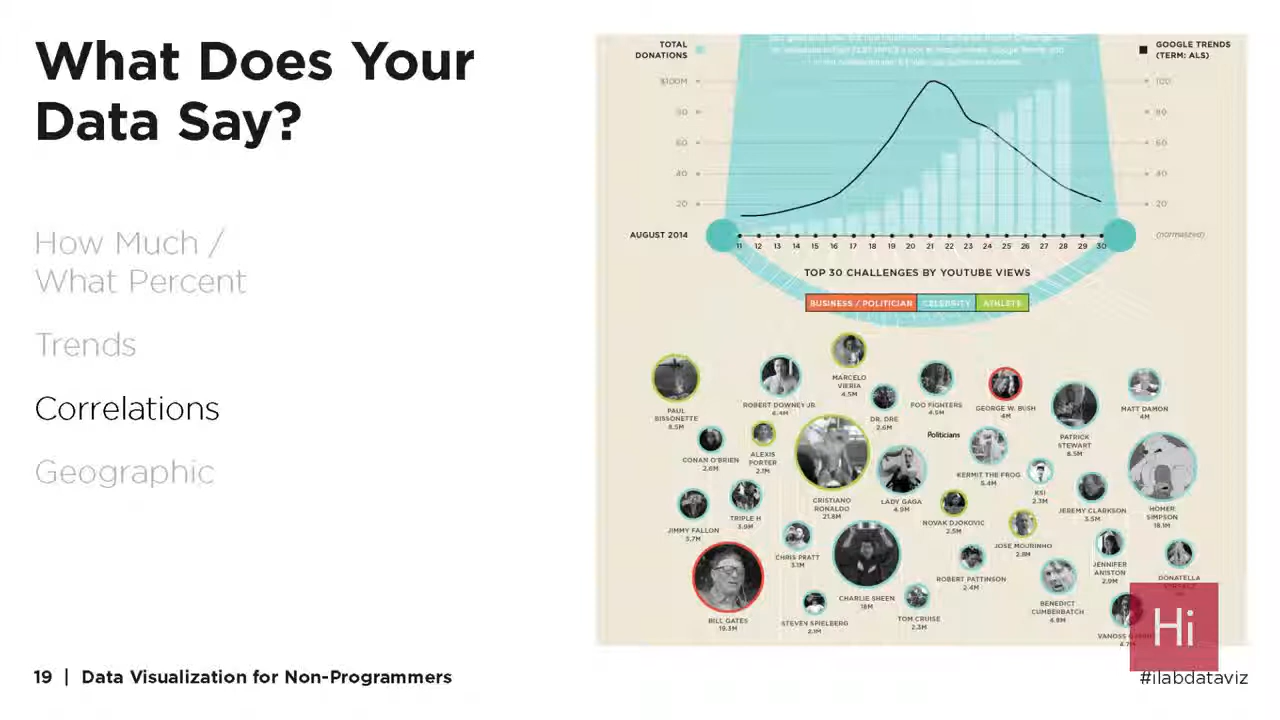 What Does Your
Data Say?
How Much /
What Percent
Trends
Correlations
Geographic
TOTAL
DONATIONS
GOOGLE TRENDS
(TERM: ALS)
$100M
80
60
40
20
100
80
60
40
20
(normalized)
AUGUST 2014
11 12 13 14 15 16 17 18 19 20 21 22 23 24 25 26 27 28 29 30
TOP 30 CHALLENGES BY YOUTUBE VIEWS
BUSINESS / POLITICIAN CELEBRITY ATHLETE
PAUL
BISSONETTE
8.5M
ROBERT DOWNEY JR.
6.4M
MARCELO
VIERIA
4.5M
DR. DRE
2.6M
FOO FIGHTERS
4.5M
GEORGE W. BUSH
4M
PATRICK
STEWART
6.5M
MATT DAMON
4M
Politicians
CONAN O'BRIEN
2.6M
ALEXIS
PORTER
2.1M
CRISTIANO
RONALDO
21.8M
LADY GAGA
4.9M
KERMIT THE FROG
5.4M
KSI
2.3M
JEREMY CLARKSON
3.5M
HOMER
SIMPSON
18.1M
JIMMY FALLON
3.7M
TRIPLE H
3.9M
CHRIS PRATT
3.1M
NOVAK DJOKOVIC
2.5M
JOSE MOURINHO
2.8M
JENNIFER
ANISTON
2.9M
DONATELLA
BILL GATES
19.3M
STEVEN SPIELBERG
2.1M
CHARLIE SHEEN
18M
TOM CRUISE
2.3M
ROBERT PATTINSON
2.4M
BENEDICT
CUMBERBATCH
6.8M
VANOSS
4.7M
Hi
19 | Data Visualization for Non-Programmers
#ilabdataviz